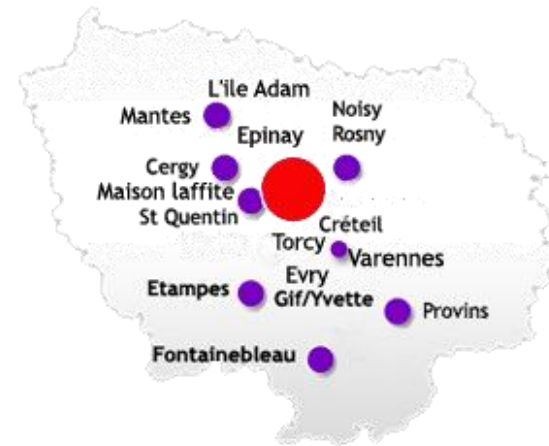 L'ile Adam
Mantes
Noisy
Rosny
Epinay
Cergy
Maison laffite
St Quentin
Créteil
Torcy
Varennes
Evry
Etampes
Gif/Yvette
Provins
Fontainebleau